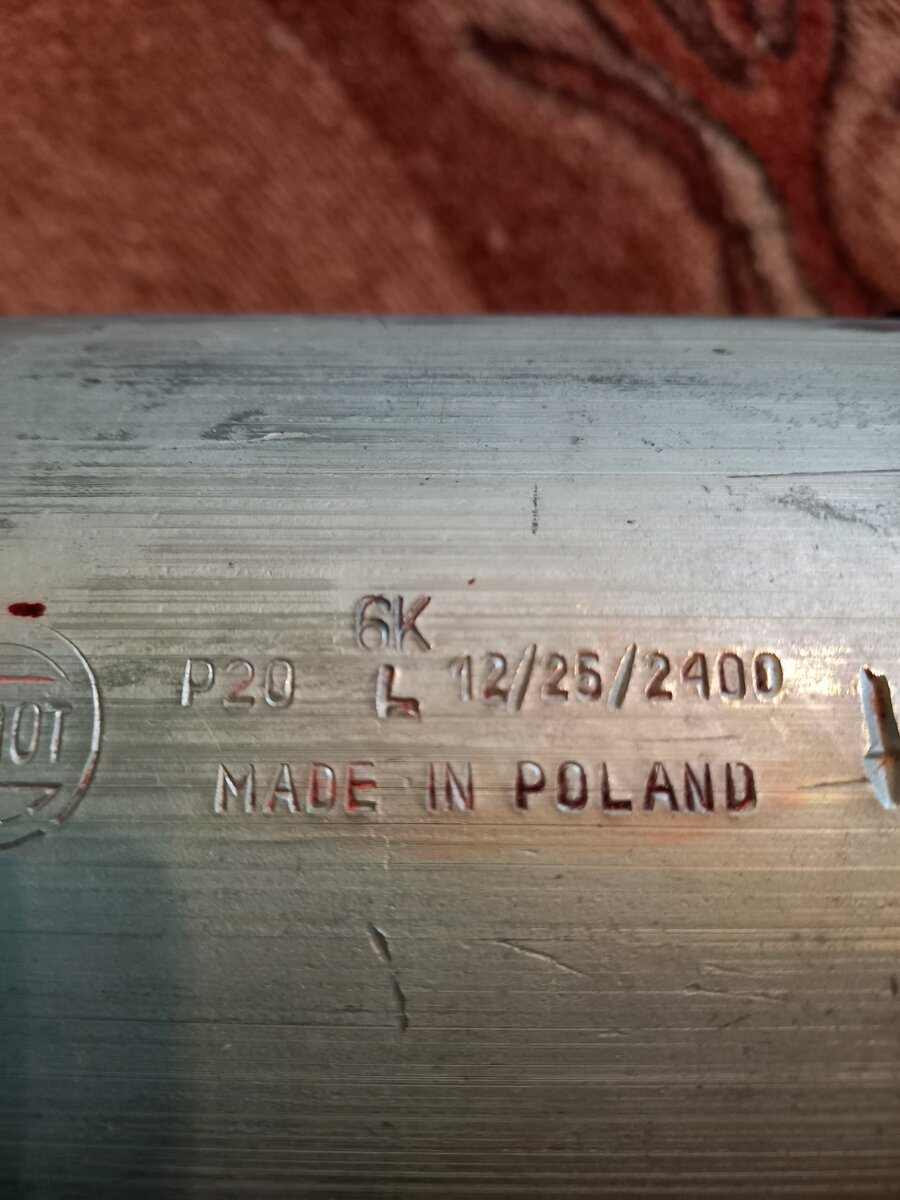 6K
P20 L 12/25/2400
MADE IN POLAND